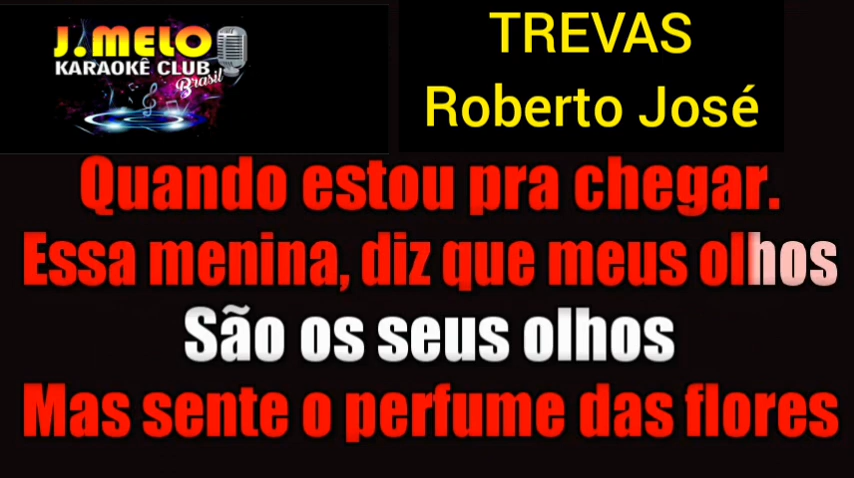 J.MELO
KARAOKÊ CLUB
Brasil
TREVAS
Roberto José
Quando estou pra chegar.
Essa menina, diz que meus olhos
São os seus olhos
Mas sente o perfume das flores